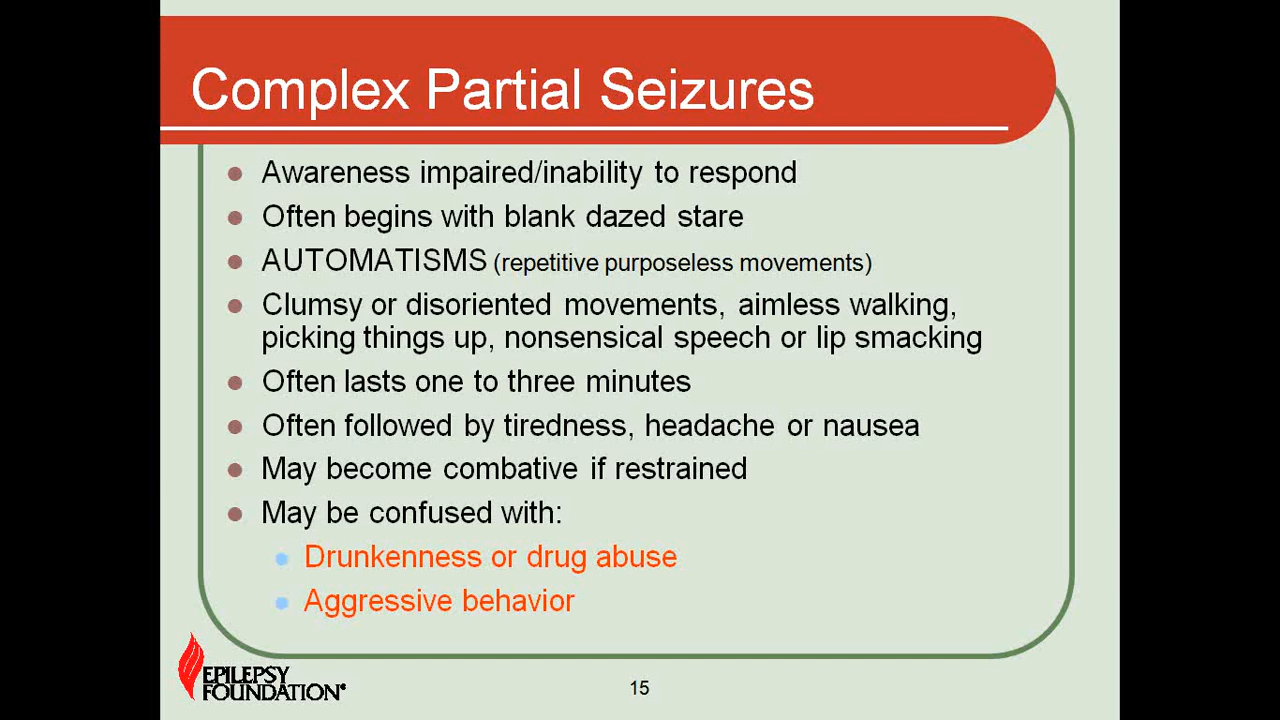 Complex Partial Seizures
Awareness impaired/inability to respond
Often begins with blank dazed stare
AUTOMATISMS (repetitive purposeless movements)
Clumsy or disoriented movements, aimless walking,
picking things up, nonsensical speech or lip smacking
Often lasts one to three minutes
Often followed by tiredness, headache or nausea
May become combative if restrained
May be confused with:
Drunkenness or drug abuse
Aggressive behavior
EPILEPSY
FOUNDATION®
15